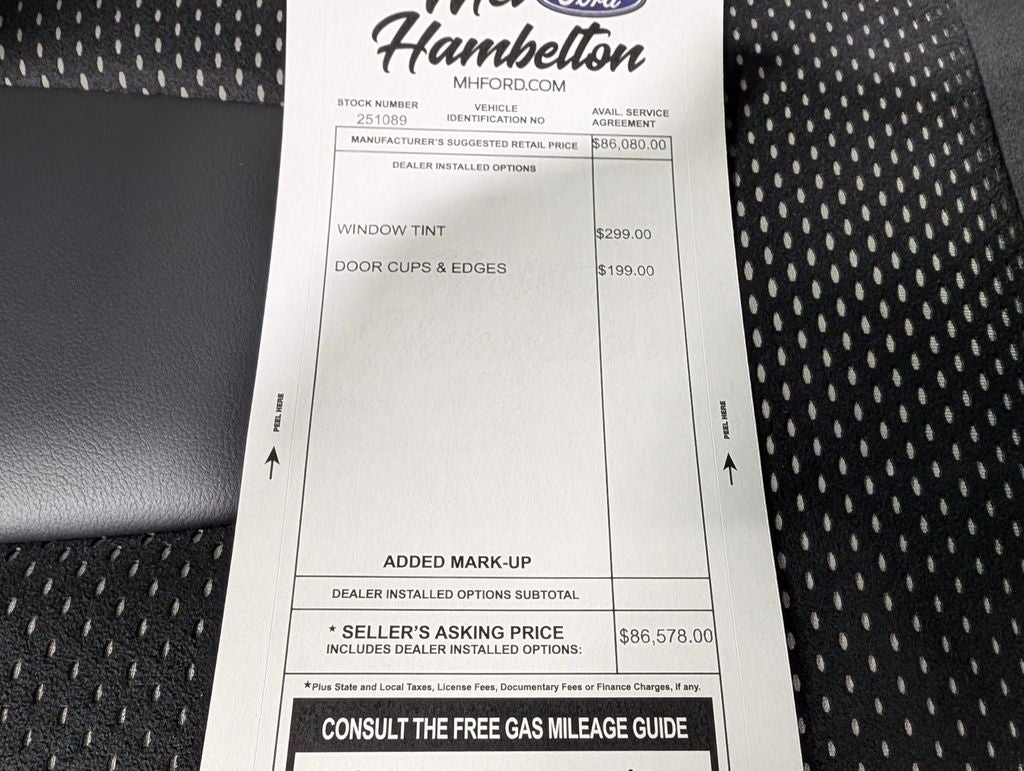 Mel Ford
Hambelton
MHFORD.COM
STOCK NUMBER
251089
VEHICLE
IDENTIFICATION NO
AVAIL. SERVICE
AGREEMENT
MANUFACTURER'S SUGGESTED RETAIL PRICE $86,080.00
DEALER INSTALLED OPTIONS
WINDOW TINT $299.00
DOOR CUPS & EDGES $199.00
PEEL HERE
PEEL HERE
ADDED MARK-UP
DEALER INSTALLED OPTIONS SUBTOTAL
* SELLER'S ASKING PRICE $86,578.00
INCLUDES DEALER INSTALLED OPTIONS:
*Plus State and Local Taxes, License Fees, Documentary Fees or Finance Charges, if any.
CONSULT THE FREE GAS MILEAGE GUIDE